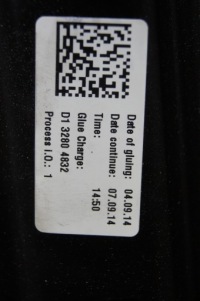 Date of gluing: 04.09.14
Date continue: 07.09.14
Time: 14:50
Glue Charge:
D1 3280 4832
Process I.O.: 1